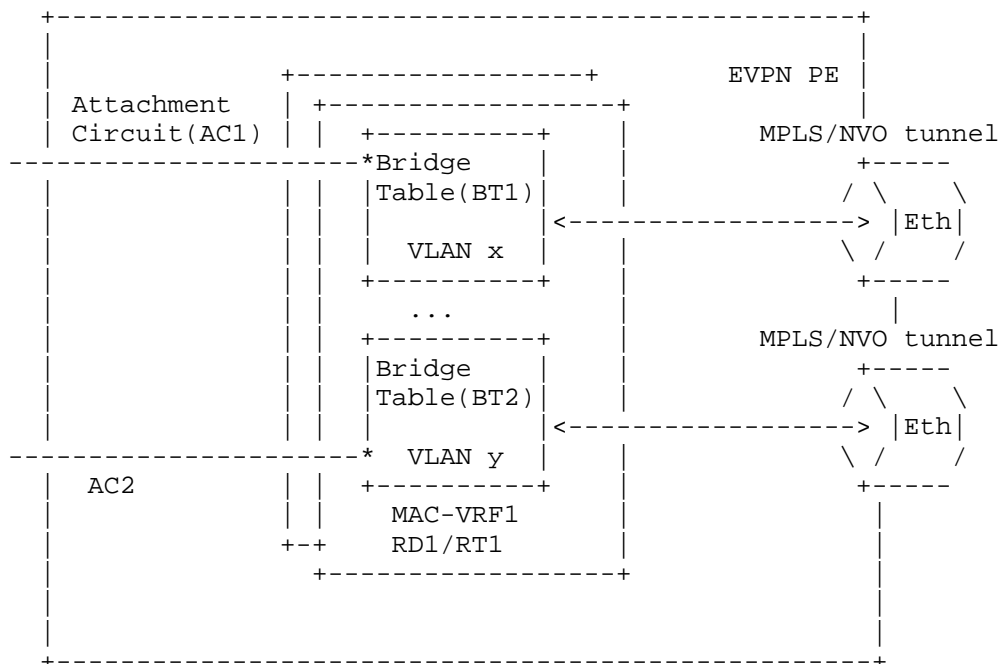 EVPN PE
Attachment
Circuit(AC1)
MPLS/NVO tunnel
*Bridge
Table(BT1)
Eth
VLAN x
...
MPLS/NVO tunnel
Bridge
Table(BT2)
Eth
* VLAN y
AC2
MAC-VRF1
RD1/RT1